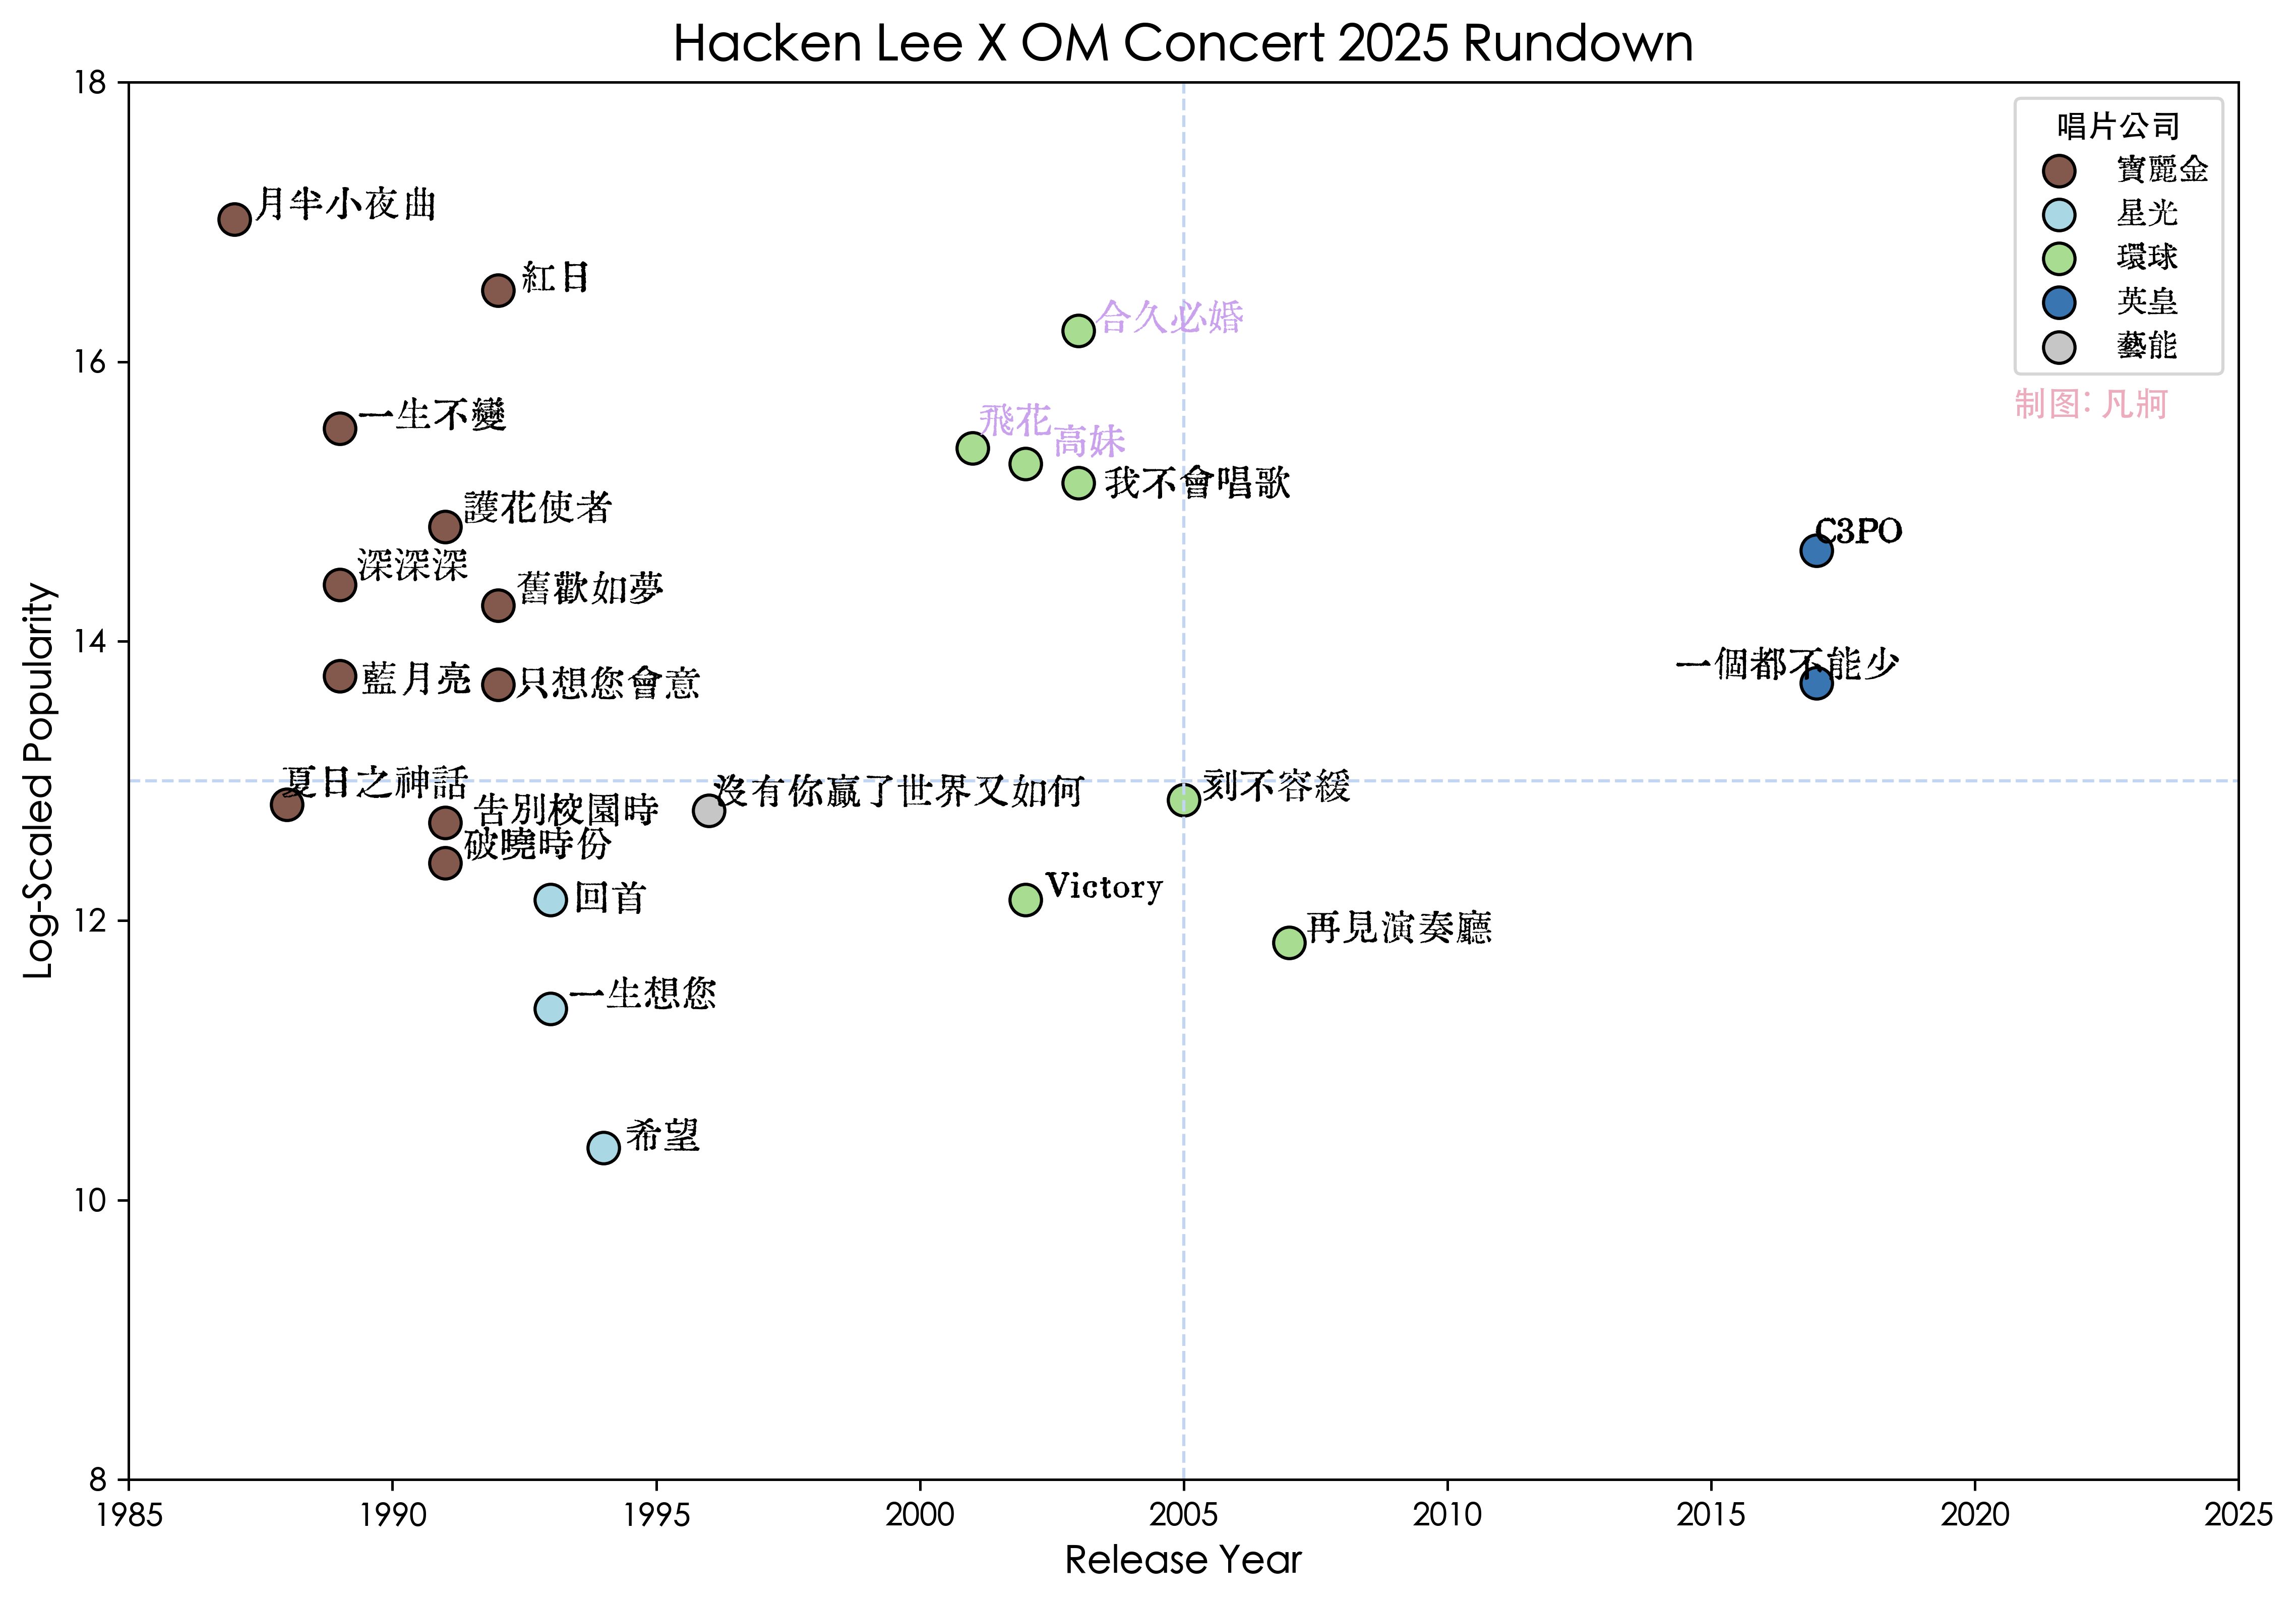 Hacken Lee X OM Concert 2025 Rundown
18
16
14
12
10
8
Log-Scaled Popularity
1985
1990
1995
2000
2005
2010
2015
2020
2025
Release Year
唱片公司
寶麗金
星光
環球
英皇
藝能
制图: 凡牁
月半小夜曲
紅日
合久必婚
一生不變
飛花
高妹
我不會唱歌
護花使者
C3PO
深深深
舊歡如夢
藍月亮
只想您會意
一個都不能少
夏日之神話
告別校園時
沒有你贏了世界又如何
刻不容緩
破曉時份
回首
Victory
再見演奏廳
一生想您
希望